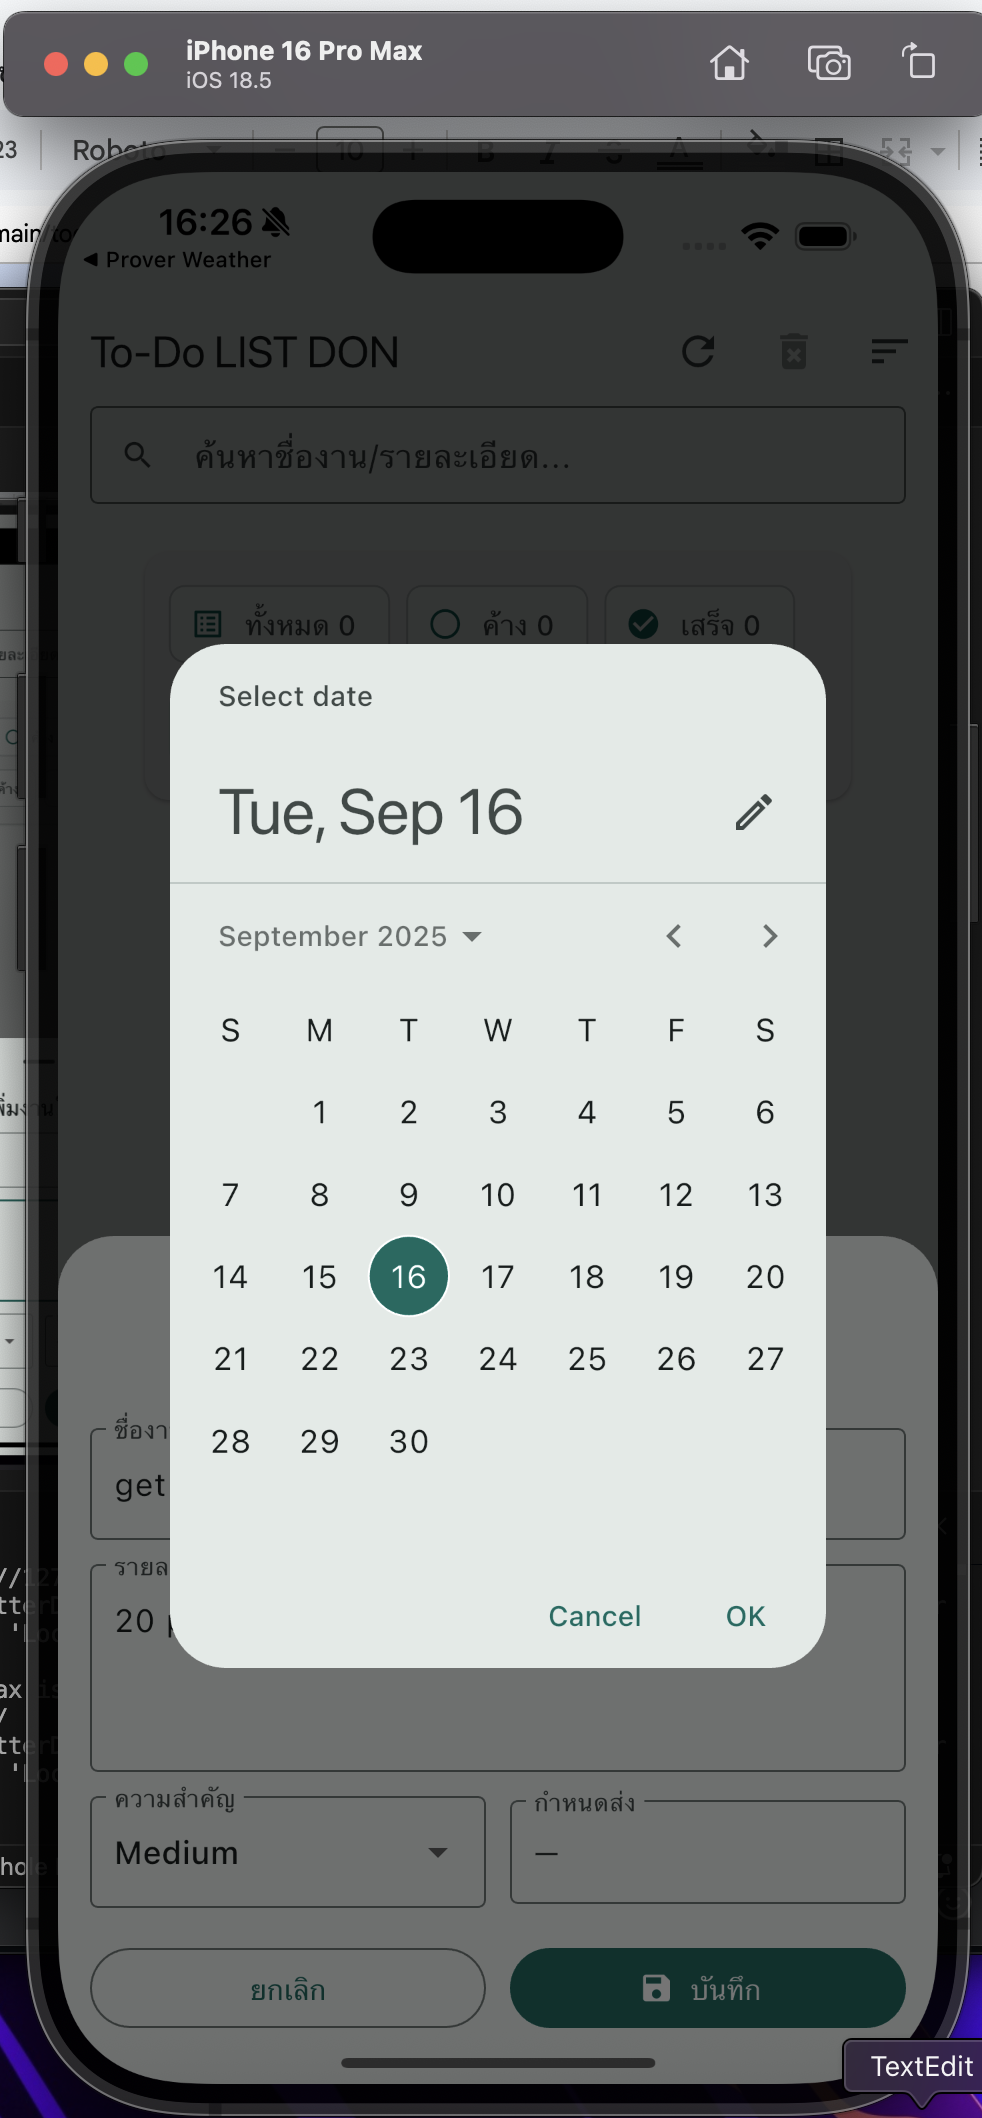 iPhone 16 Pro Max
iOS 18.5
23
Roboto
10
B I S A
16:26
◀ Prover Weather
To-Do LIST DON
ค้นหาชื่องาน/รายละเอียด...
ทั้งหมด 0
ค้าง 0
เสร็จ 0
Select date
Tue, Sep 16
September 2025
S M T W T F S
1 2 3 4 5 6
7 8 9 10 11 12 13
14 15 16 17 18 19 20
21 22 23 24 25 26 27
28 29 30
Cancel OK
get
20
ความสำคัญ
Medium
กำหนดส่ง
–
ยกเลิก
บันทึก
TextEdit